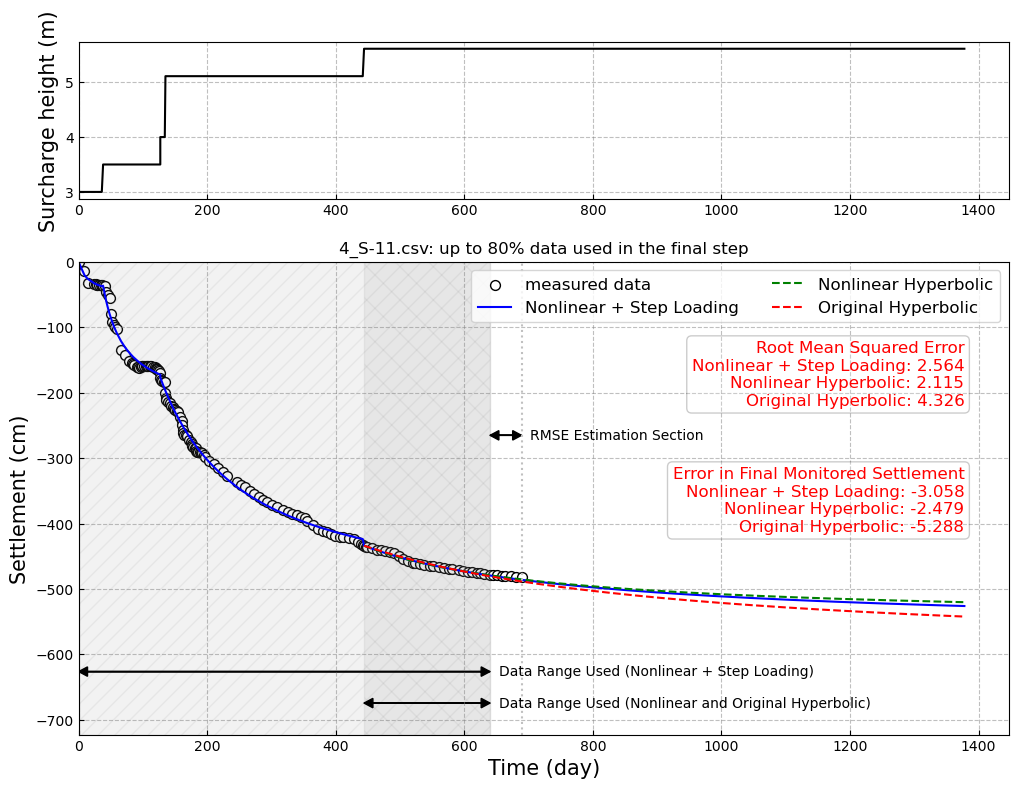 Surcharge height (m)
5
4
3
0 200 400 600 800 1000 1200 1400
4_S-11.csv: up to 80% data used in the final step
measured data
Nonlinear + Step Loading
Nonlinear Hyperbolic
Original Hyperbolic
Root Mean Squared Error
Nonlinear + Step Loading: 2.564
Nonlinear Hyperbolic: 2.115
Original Hyperbolic: 4.326
RMSE Estimation Section
Error in Final Monitored Settlement
Nonlinear + Step Loading: -3.058
Nonlinear Hyperbolic: -2.479
Original Hyperbolic: -5.288
Data Range Used (Nonlinear + Step Loading)
Data Range Used (Nonlinear and Original Hyperbolic)
Settlement (cm)
0
−100
−200
−300
−400
−500
−600
−700
0 200 400 600 800 1000 1200 1400
Time (day)